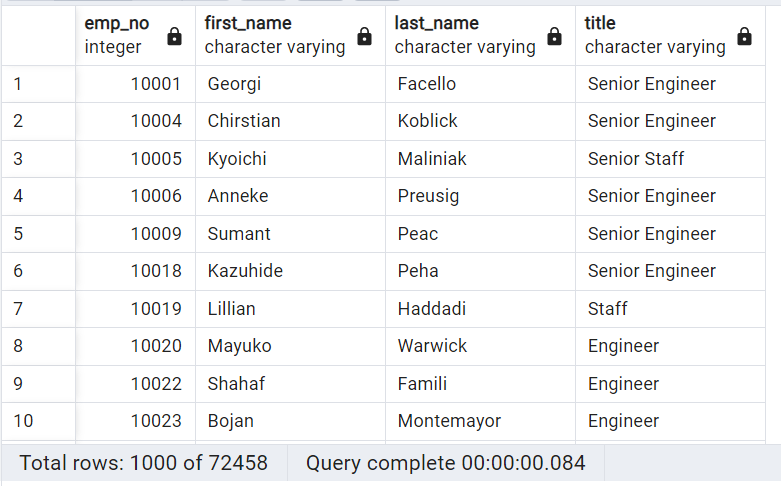 emp_no first_name last_name title
integer character varying character varying character varying
1 10001 Georgi Facello Senior Engineer
2 10004 Chirstian Koblick Senior Engineer
3 10005 Kyoichi Maliniak Senior Staff
4 10006 Anneke Preusig Senior Engineer
5 10009 Sumant Peac Senior Engineer
6 10018 Kazuhide Peha Senior Engineer
7 10019 Lillian Haddadi Staff
8 10020 Mayuko Warwick Engineer
9 10022 Shahaf Famili Engineer
10 10023 Bojan Montemayor Engineer
Total rows: 1000 of 72458 Query complete 00:00:00.084